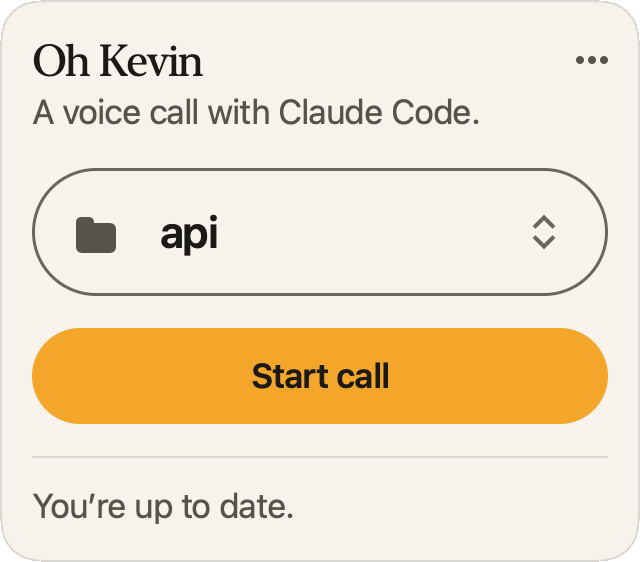 Oh Kevin
A voice call with Claude Code.
api
Start call
You’re up to date.